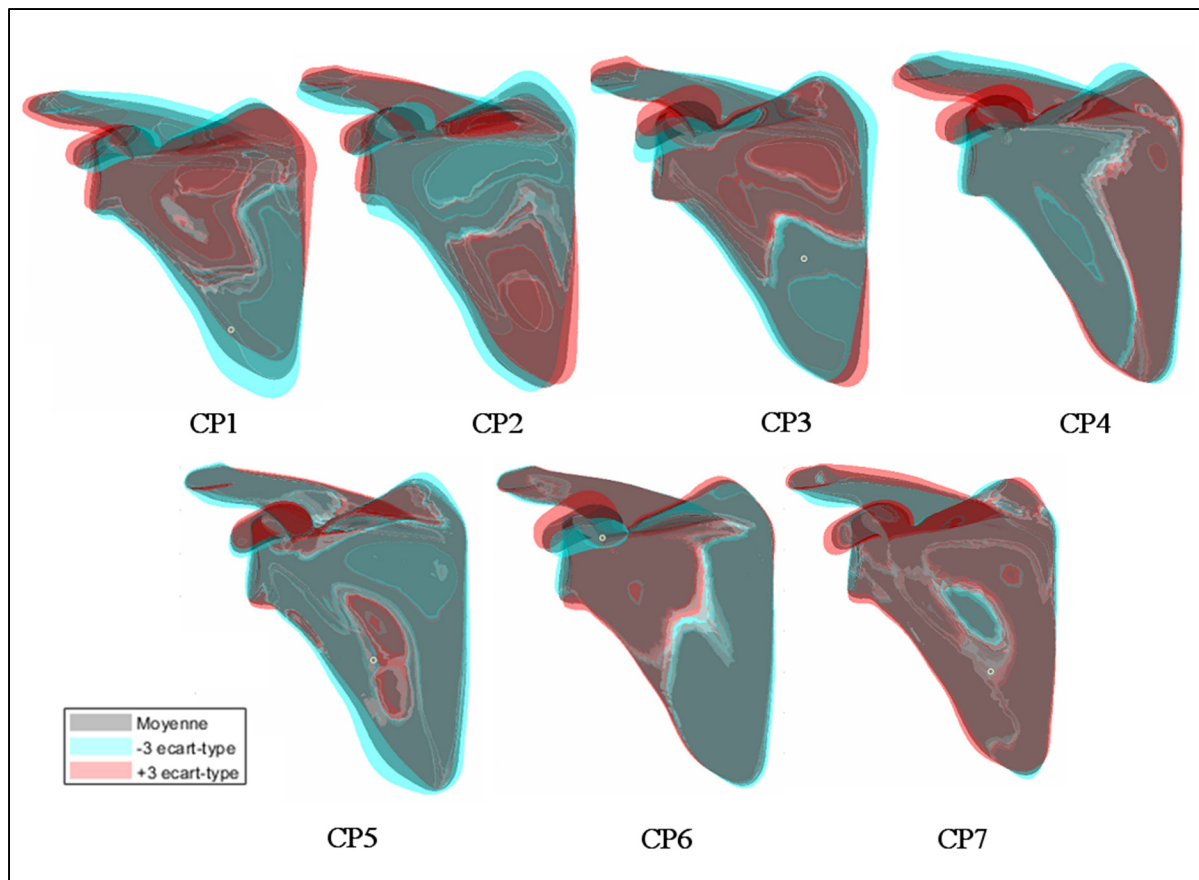 CP1
CP2
CP3
CP4
Moyenne
-3 ecart-type
+3 ecart-type
CP5
CP6
CP7